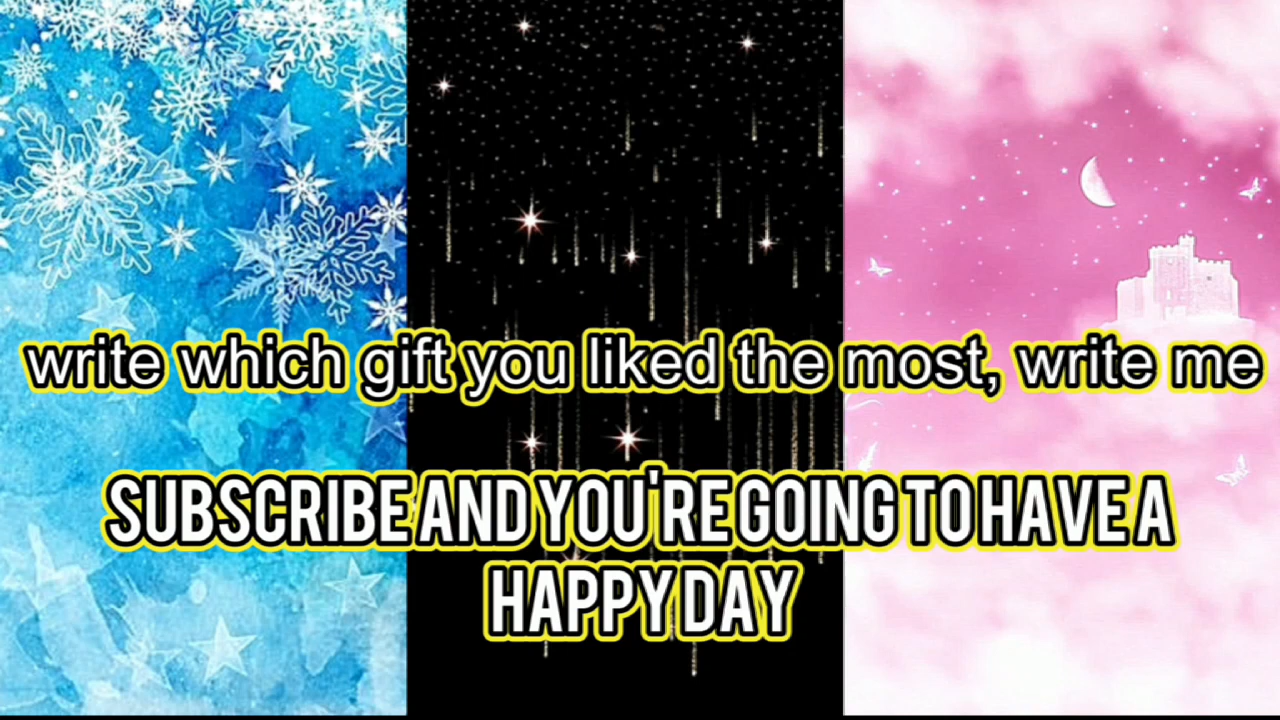 write which gift you liked the most, write me
SUBSCRIBE AND YOU'RE GOING TO HAVE A
HAPPY DAY